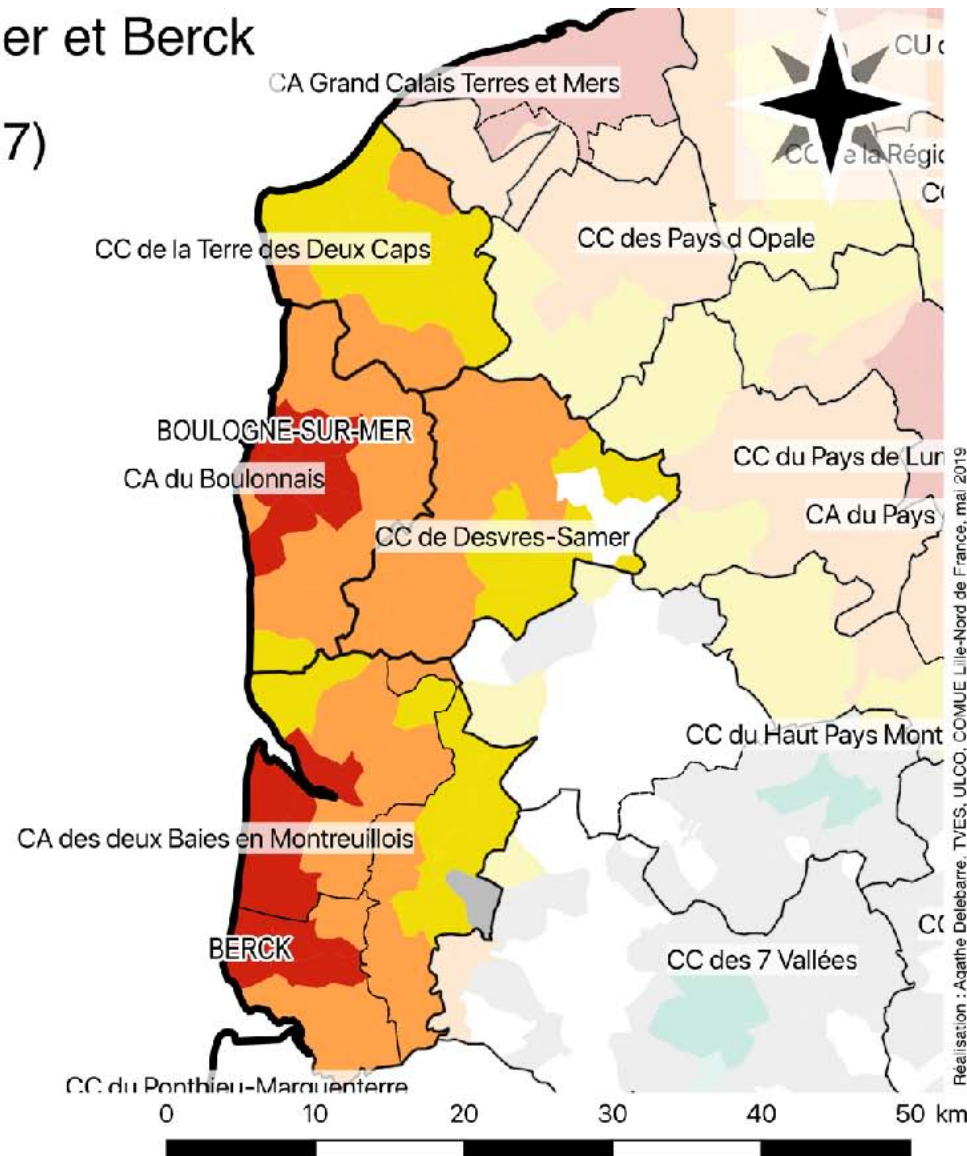 er et Berck
7)
CA Grand Calais Terres et Mers
CU
CC de la Terre des Deux Caps
CC des Pays d Opale
BOULOGNE-SUR-MER
CA du Boulonnais
CC du Pays de Lun
CA du Pays
CC de Desvres-Samer
CC du Haut Pays Mont
CA des deux Baies en Montreuillois
BERCK
CC des 7 Vallées
CC du Ponthieu-Marquenterre
0 10 20 30 40 50 km
Réalisation : Agathe Delebarre, TVES, ULCO, COMUE Lille-Nord de France, mai 2019